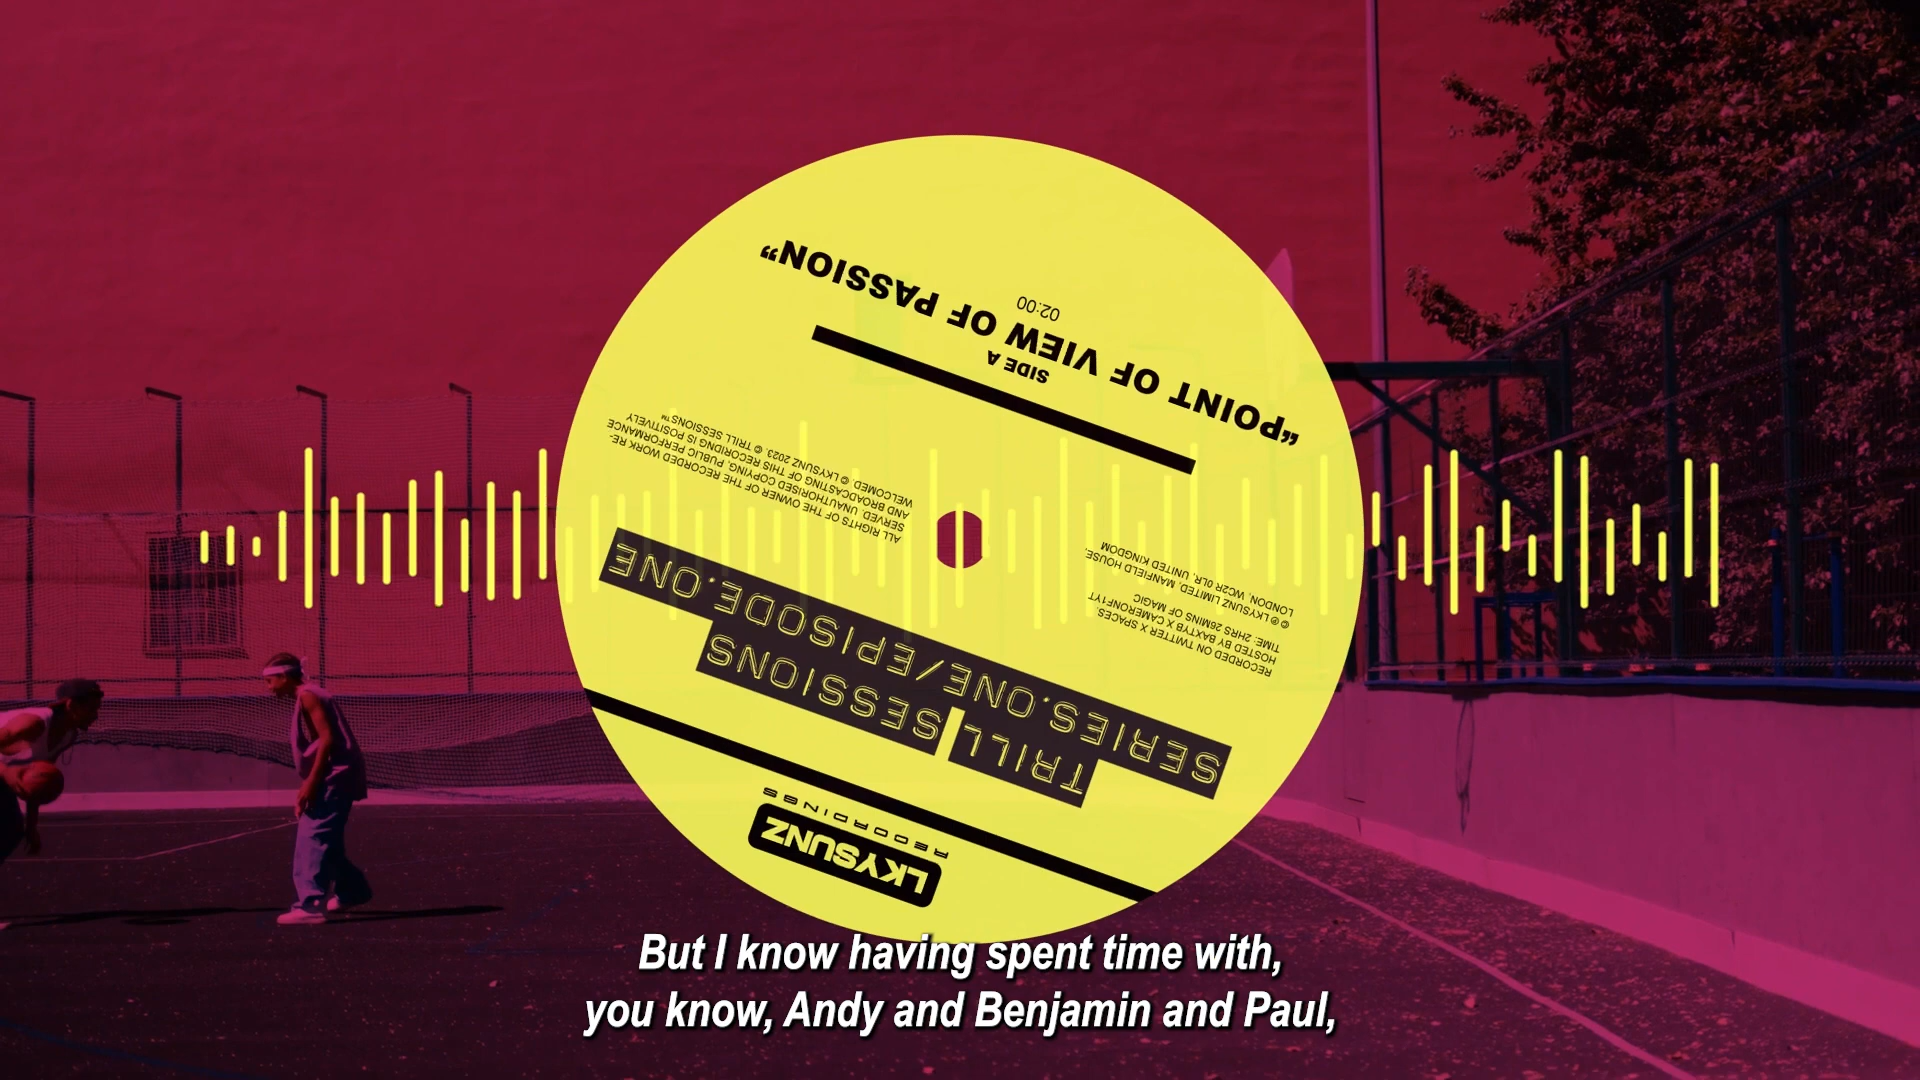 LKYSUNZ
RECORDINGS
TRILL SESSIONS
SERIES.ONE/EPISODE.ONE
RECORDED ON TWITTER X SPACES.
HOSTED BY BAXTYB X CAMERONF1YT
TIME: 2HRS 26MINS OF MAGIC
©℗ LKYSUNZ LIMITED, MANFIELD HOUSE,
LONDON, WC2R 0LR, UNITED KINGDOM
ALL RIGHTS OF THE OWNER OF THE RECORDED WORK RE-
SERVED. UNAUTHORISED COPYING, PUBLIC PERFORMANCE
AND BROADCASTING OF THIS RECORIDING IS POSITIVELY
WELCOMED. © LKYSUNZ 2023. © TRILL SESSIONS™
SIDE A
“POINT OF VIEW OF PASSION”
02:00
But I know having spent time with,
you know, Andy and Benjamin and Paul,